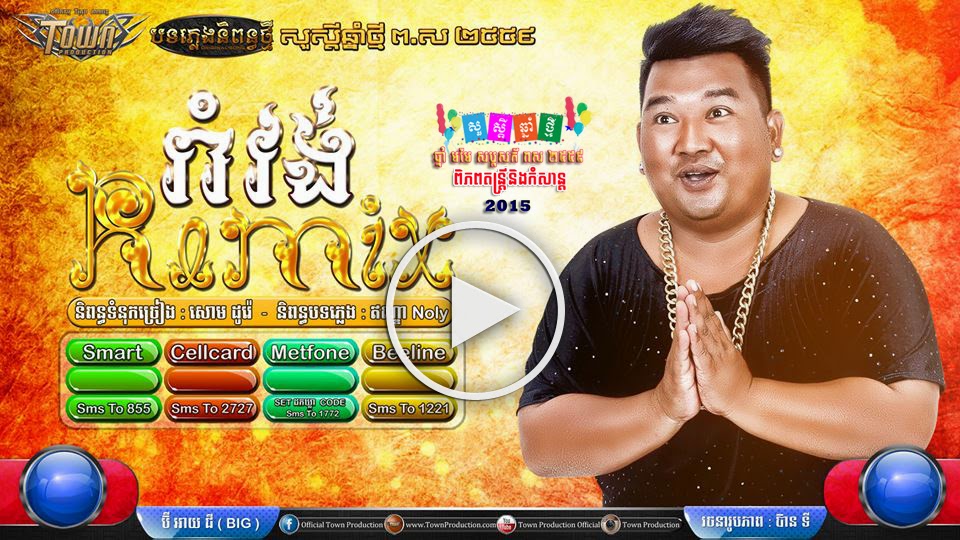 TOWN
PRODUCTION
បទភ្លេងនិពន្ធថ្មី សួស្តីឆ្នាំថ្មី ព.ស ២៥៥៩
រាំវង់
Remix
សួ ស្តី ឆ្នាំ ថ្មី
ឆ្នាំ មមែ សប្តស័ក ពស ២៥៥៩
ពិភពតន្ត្រីនិងកំសាន្ត
2015
និពន្ធទំនុកច្រៀង : សោម ដូរ៉េ - និពន្ធបទភ្លេង : Noly
Smart Cellcard Metfone Beeline
Sms To 855 Sms To 2727 SET CODE Sms To 1772 Sms To 1221
ប៊ី អាយ ជី ( BIG ) Official Town Production www.TownProduction.com Town Production Official Town Production រចនារូបភាព : ប៊ាន ទី